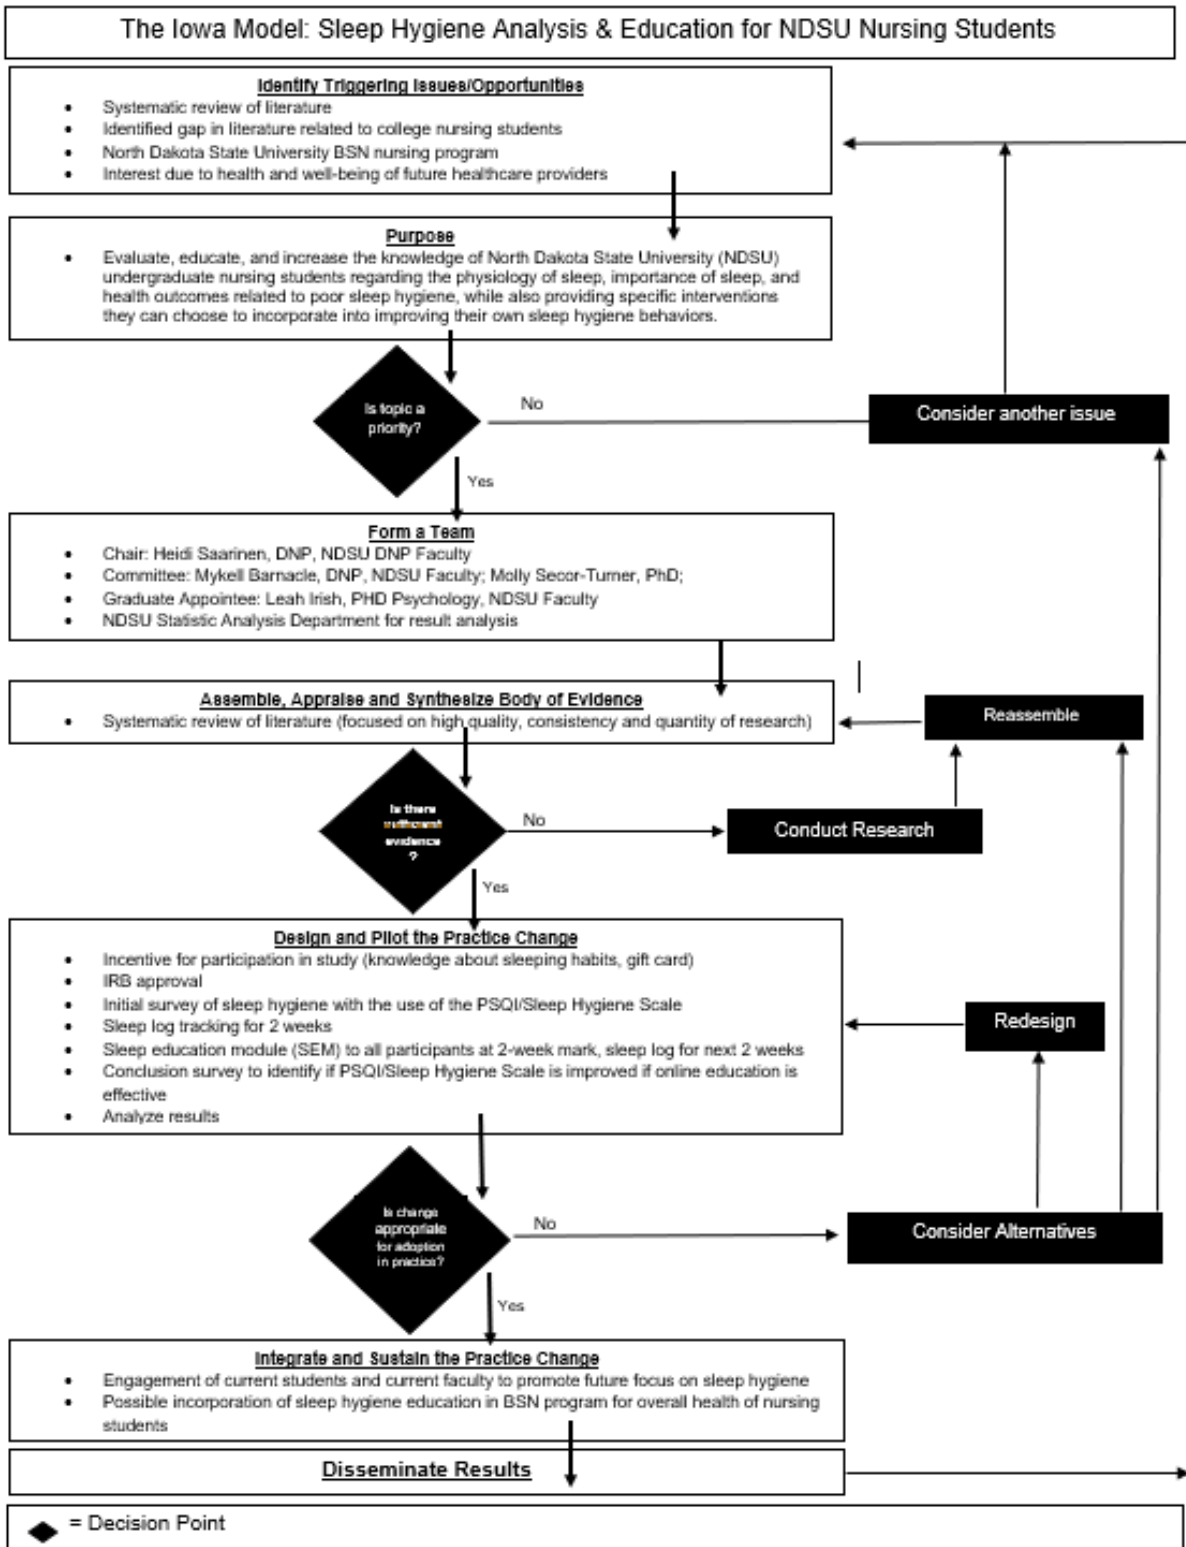 The Iowa Model: Sleep Hygiene Analysis & Education for NDSU Nursing Students
Identify Triggering Issues/Opportunities
• Systematic review of literature
• Identified gap in literature related to college nursing students
• North Dakota State University BSN nursing program
• Interest due to health and well-being of future healthcare providers
Purpose
• Evaluate, educate, and increase the knowledge of North Dakota State University (NDSU)
undergraduate nursing students regarding the physiology of sleep, importance of sleep, and
health outcomes related to poor sleep hygiene, while also providing specific interventions
they can choose to incorporate into improving their own sleep hygiene behaviors.
Is topic a
priority?
No
Consider another issue
Yes
Form a Team
• Chair: Heidi Saarinen, DNP, NDSU DNP Faculty
• Committee: Mykell Barnacle, DNP, NDSU Faculty; Molly Secor-Turner, PhD;
• Graduate Appointee: Leah Irish, PHD Psychology, NDSU Faculty
• NDSU Statistic Analysis Department for result analysis
Assemble, Appraise and Synthesize Body of Evidence
• Systematic review of literature (focused on high quality, consistency and quantity of research)
Reassemble
Is there
sufficient
evidence
?
No
Conduct Research
Yes
Design and Pilot the Practice Change
• Incentive for participation in study (knowledge about sleeping habits, gift card)
• IRB approval
• Initial survey of sleep hygiene with the use of the PSQI/Sleep Hygiene Scale
• Sleep log tracking for 2 weeks
• Sleep education module (SEM) to all participants at 2-week mark, sleep log for next 2 weeks
• Conclusion survey to identify if PSQI/Sleep Hygiene Scale is improved if online education is
effective
• Analyze results
Redesign
Is change
appropriate
for adoption
in practice?
No
Consider Alternatives
Yes
Integrate and Sustain the Practice Change
• Engagement of current students and current faculty to promote future focus on sleep hygiene
• Possible incorporation of sleep hygiene education in BSN program for overall health of nursing
students
Disseminate Results
= Decision Point